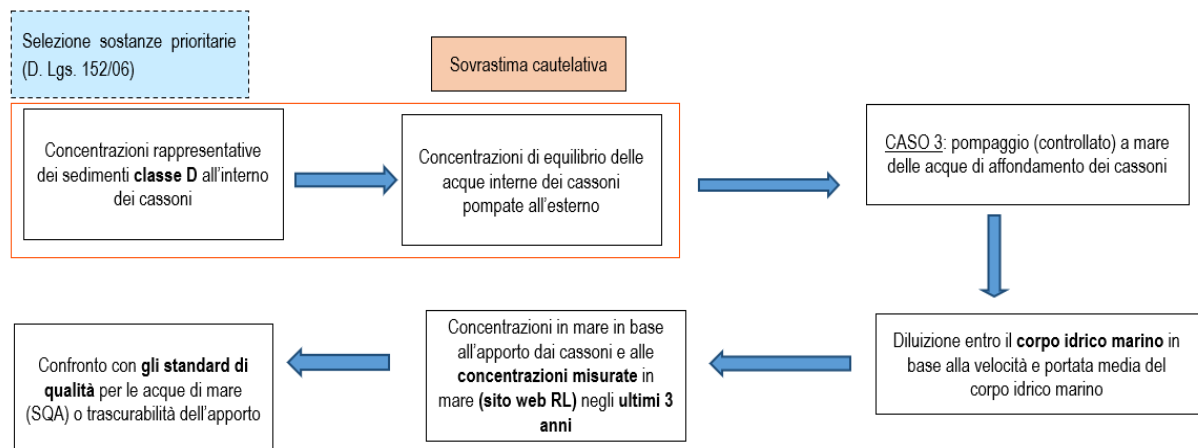 Selezione sostanze prioritarie
(D. Lgs. 152/06)
Sovrastima cautelativa
Concentrazioni rappresentative
dei sedimenti classe D all'interno
dei cassoni
Concentrazioni di equilibrio delle
acque interne dei cassoni
pompate all'esterno
CASO 3: pompaggio (controllato) a mare
delle acque di affondamento dei cassoni
Diluizione entro il corpo idrico marino in
base alla velocità e portata media del
corpo idrico marino
Concentrazioni in mare in base
all'apporto dai cassoni e alle
concentrazioni misurate in
mare (sito web RL) negli ultimi 3
anni
Confronto con gli standard di
qualità per le acque di mare
(SQA) o trascurabilità dell'apporto